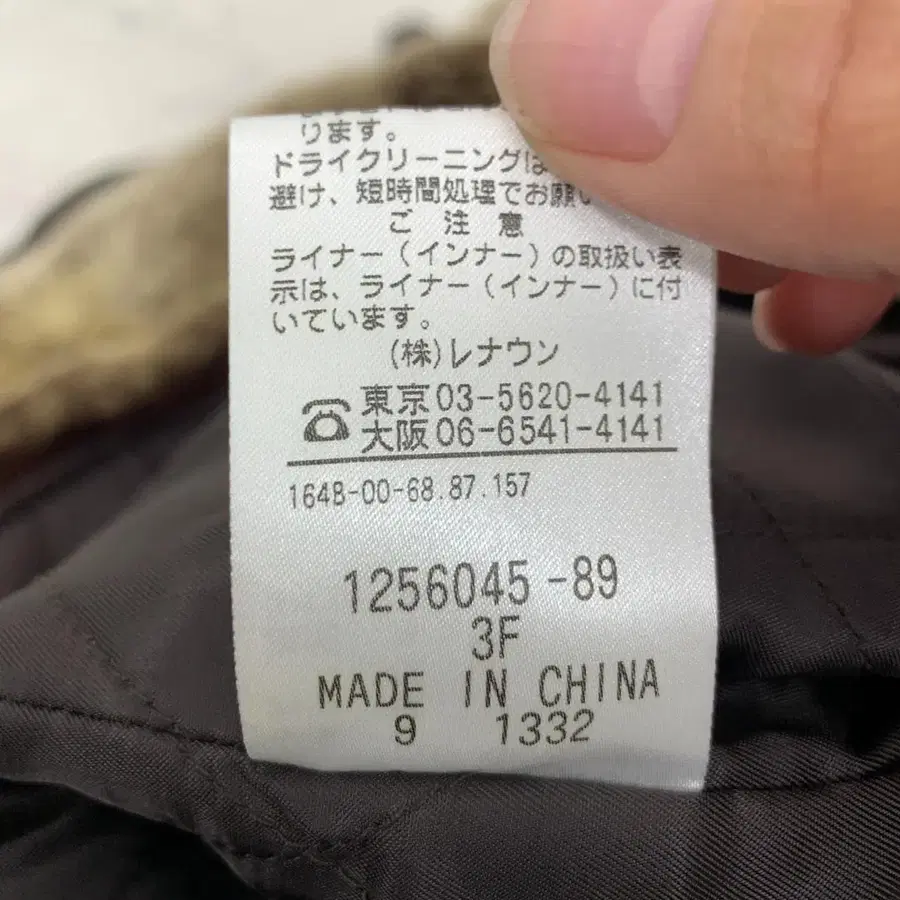 ります。
ドライクリーニングは
避け、短時間処理でお願い
ご 注 意
ライナー(インナー)の取扱い表
示は、ライナー(インナー)に付
いています。
(株)レナウン
東京03-5620-4141
大阪06-6541-4141
164B-00-68.87.157
1256045-89
3F
MADE IN CHINA
9 1332